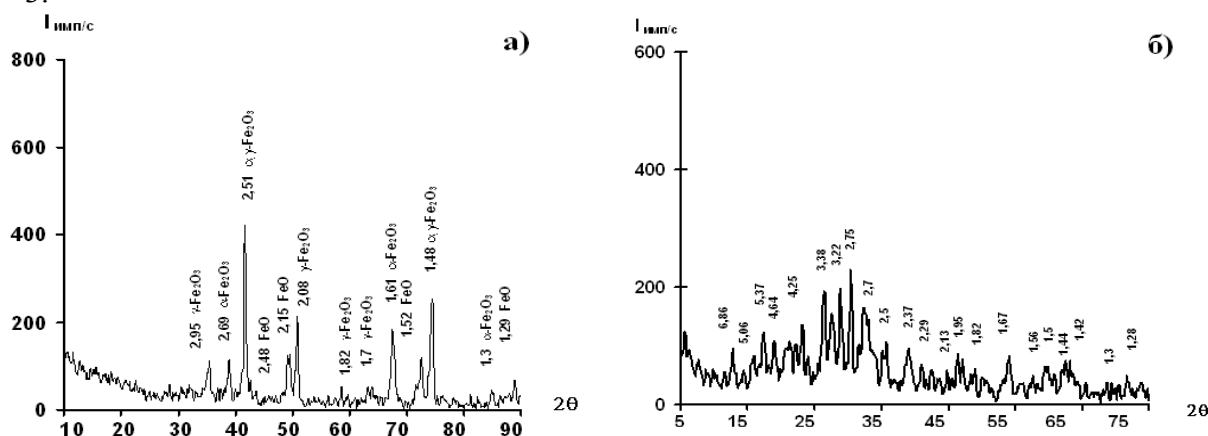 I имп/с
а)
800
600
400
200
0
2,95 γ-Fe₂O₃
2,69 α-Fe₂O₃
2,51 α,γ-Fe₂O₃
2,48 FeO
2,15 FeO
2,08 γ-Fe₂O₃
1,82 γ-Fe₂O₃
1,7 γ-Fe₂O₃
1,61 α-Fe₂O₃
1,52 FeO
1,48 α,γ-Fe₂O₃
1,3 α-Fe₂O₃
1,29 FeO
10 20 30 40 50 60 70 80 90
2θ
I имп/с
б)
600
400
200
0
6,86
5,06
5,37
4,64
4,25
3,38
3,22
2,75
2,7
2,5
2,37
2,29
2,13
1,95
1,82
1,67
1,56
1,5
1,44
1,42
1,3
1,28
5 15 25 35 45 55 65 75
2θ